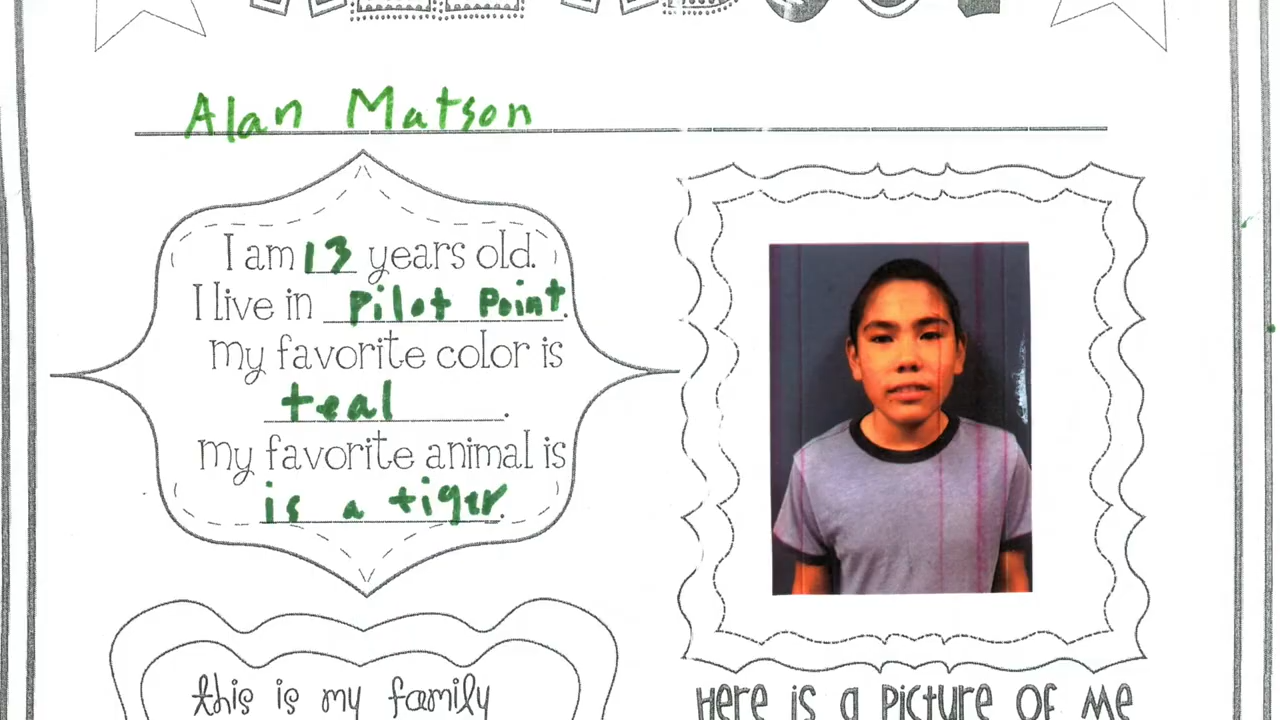 Alan Matson
I am 13 years old.
I live in Pilot Point.
my favorite color is
teal.
my favorite animal is
is a tiger.
this is my family
Here is a picture of me